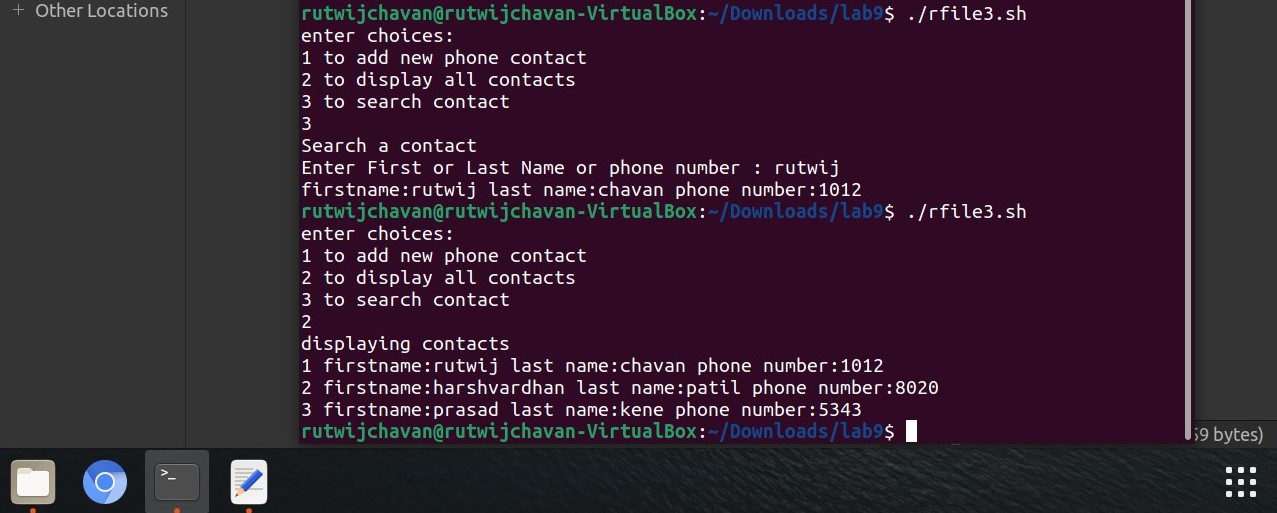 + Other Locations
rutwijchavan@rutwijchavan-VirtualBox:~/Downloads/lab9$ ./rfile3.sh
enter choices:
1 to add new phone contact
2 to display all contacts
3 to search contact
3
Search a contact
Enter First or Last Name or phone number : rutwij
firstname:rutwij last name:chavan phone number:1012
rutwijchavan@rutwijchavan-VirtualBox:~/Downloads/lab9$ ./rfile3.sh
enter choices:
1 to add new phone contact
2 to display all contacts
3 to search contact
2
displaying contacts
1 firstname:rutwij last name:chavan phone number:1012
2 firstname:harshvardhan last name:patil phone number:8020
3 firstname:prasad last name:kene phone number:5343
rutwijchavan@rutwijchavan-VirtualBox:~/Downloads/lab9$
bytes)
>_